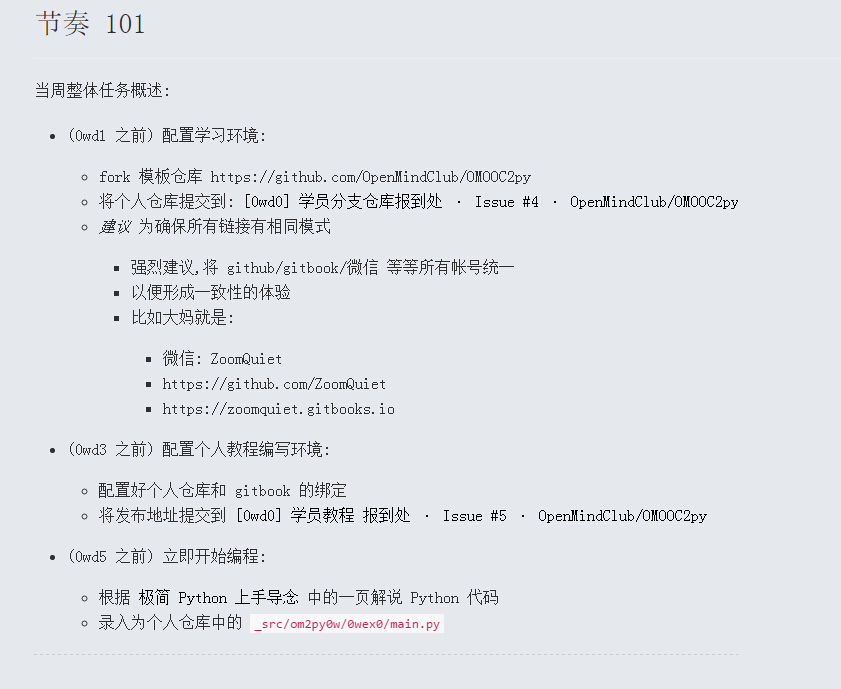 节奏 101
当周整体任务概述:
(0wd1 之前) 配置学习环境:
fork 模板仓库 https://github.com/OpenMindClub/OMOOC2py
将个人仓库提交到: [0wd0] 学员分支仓库报到处 · Issue #4 · OpenMindClub/OMOOC2py
建议 为确保所有链接有相同模式
强烈建议,将 github/gitbook/微信 等等所有帐号统一
以便形成一致性的体验
比如大妈就是:
微信: ZoomQuiet
https://github.com/ZoomQuiet
https://zoomquiet.gitbooks.io
(0wd3 之前) 配置个人教程编写环境:
配置好个人仓库和 gitbook 的绑定
将发布地址提交到 [0wd0] 学员教程 报到处 · Issue #5 · OpenMindClub/OMOOC2py
(0wd5 之前) 立即开始编程:
根据 极简 Python 上手导念 中的一页解说 Python 代码
录入为个人仓库中的 _src/om2py0w/0wex0/main.py